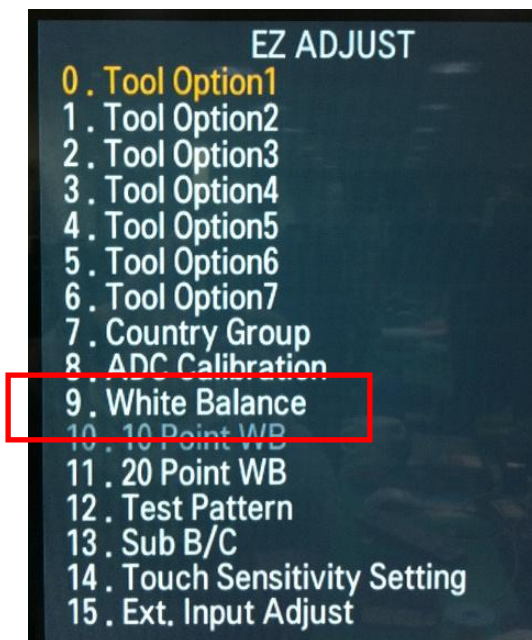 EZ ADJUST
0 . Tool Option1
1 . Tool Option2
2 . Tool Option3
3 . Tool Option4
4 . Tool Option5
5 . Tool Option6
6 . Tool Option7
7 . Country Group
8 . ADC Calibration
9 . White Balance
10 . 10 Point WB
11 . 20 Point WB
12 . Test Pattern
13 . Sub B/C
14 . Touch Sensitivity Setting
15 . Ext. Input Adjust